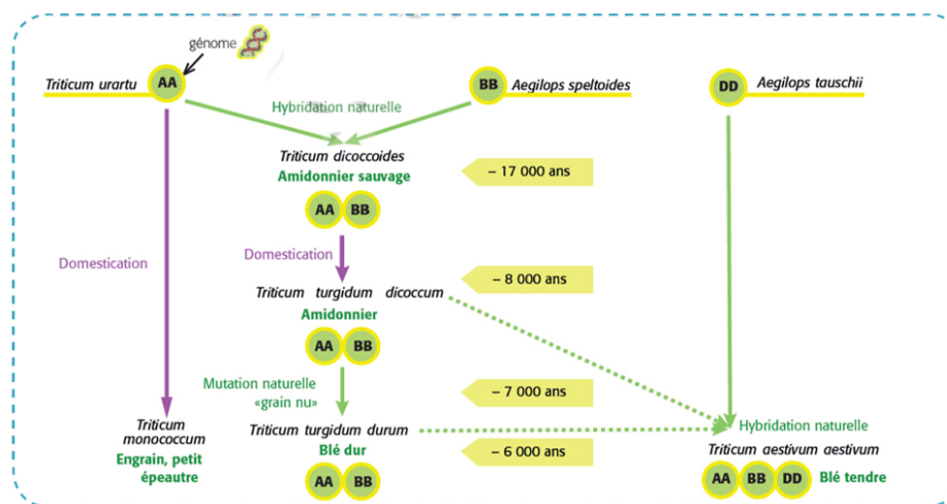 génome
Triticum urartu AA
BB Aegilops speltoides
DD Aegilops tauschii
Hybridation naturelle
Triticum dicoccoides
Amidonnier sauvage
– 17 000 ans
AA BB
Domestication
Domestication
– 8 000 ans
Triticum turgidum dicoccum
Amidonnier
AA BB
Mutation naturelle
«grain nu»
– 7 000 ans
Triticum
monococcum
Engrain, petit
épeautre
Triticum turgidum durum
Blé dur
AA BB
– 6 000 ans
Hybridation naturelle
Triticum aestivum aestivum
AA BB DD Blé tendre